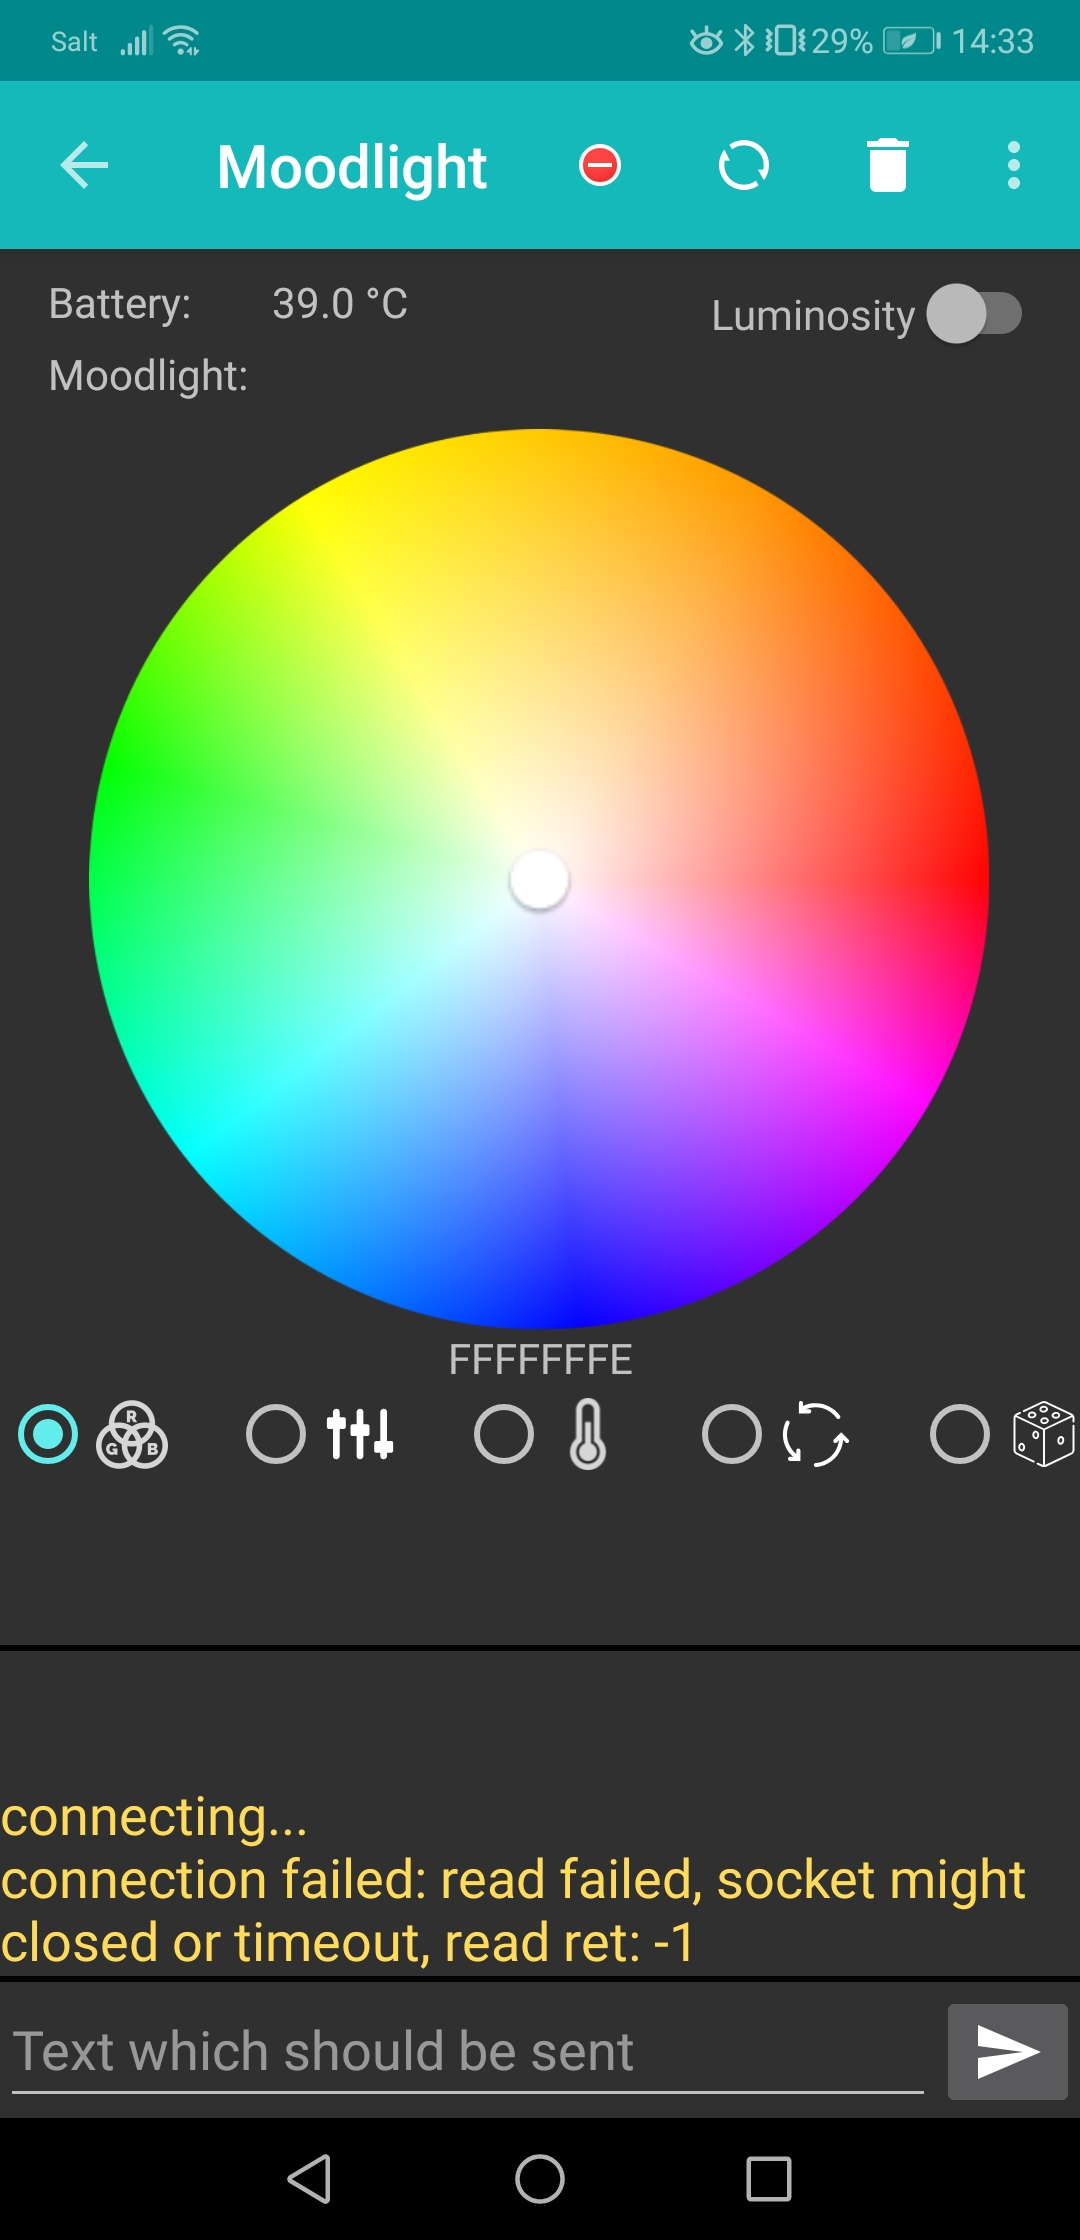 Salt 29% 14:33
Moodlight
Battery: 39.0 °C Luminosity
Moodlight:
FFFFFFFE
R G B
connecting...
connection failed: read failed, socket might
closed or timeout, read ret: -1
Text which should be sent